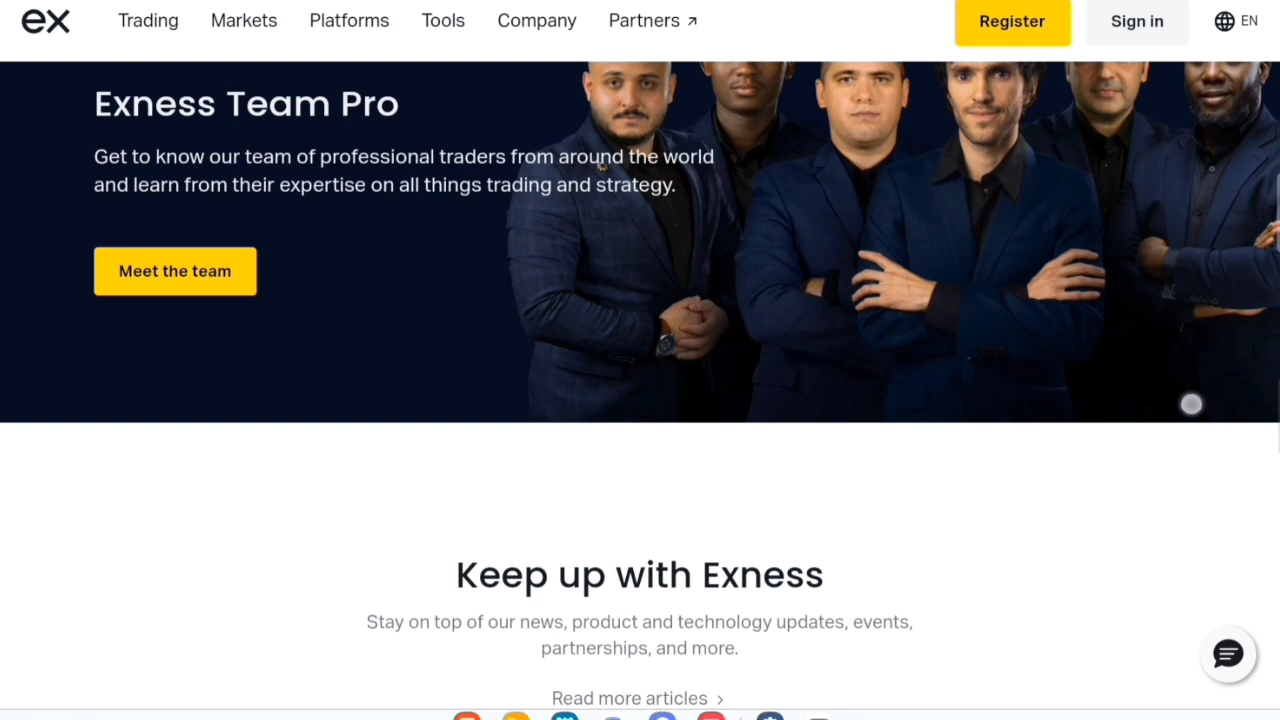 ex
Trading
Markets
Platforms
Tools
Company
Partners
Register
Sign in
EN
Exness Team Pro
Get to know our team of professional traders from around the world
and learn from their expertise on all things trading and strategy.
Meet the team
Keep up with Exness
Stay on top of our news, product and technology updates, events,
partnerships, and more.
Read more articles